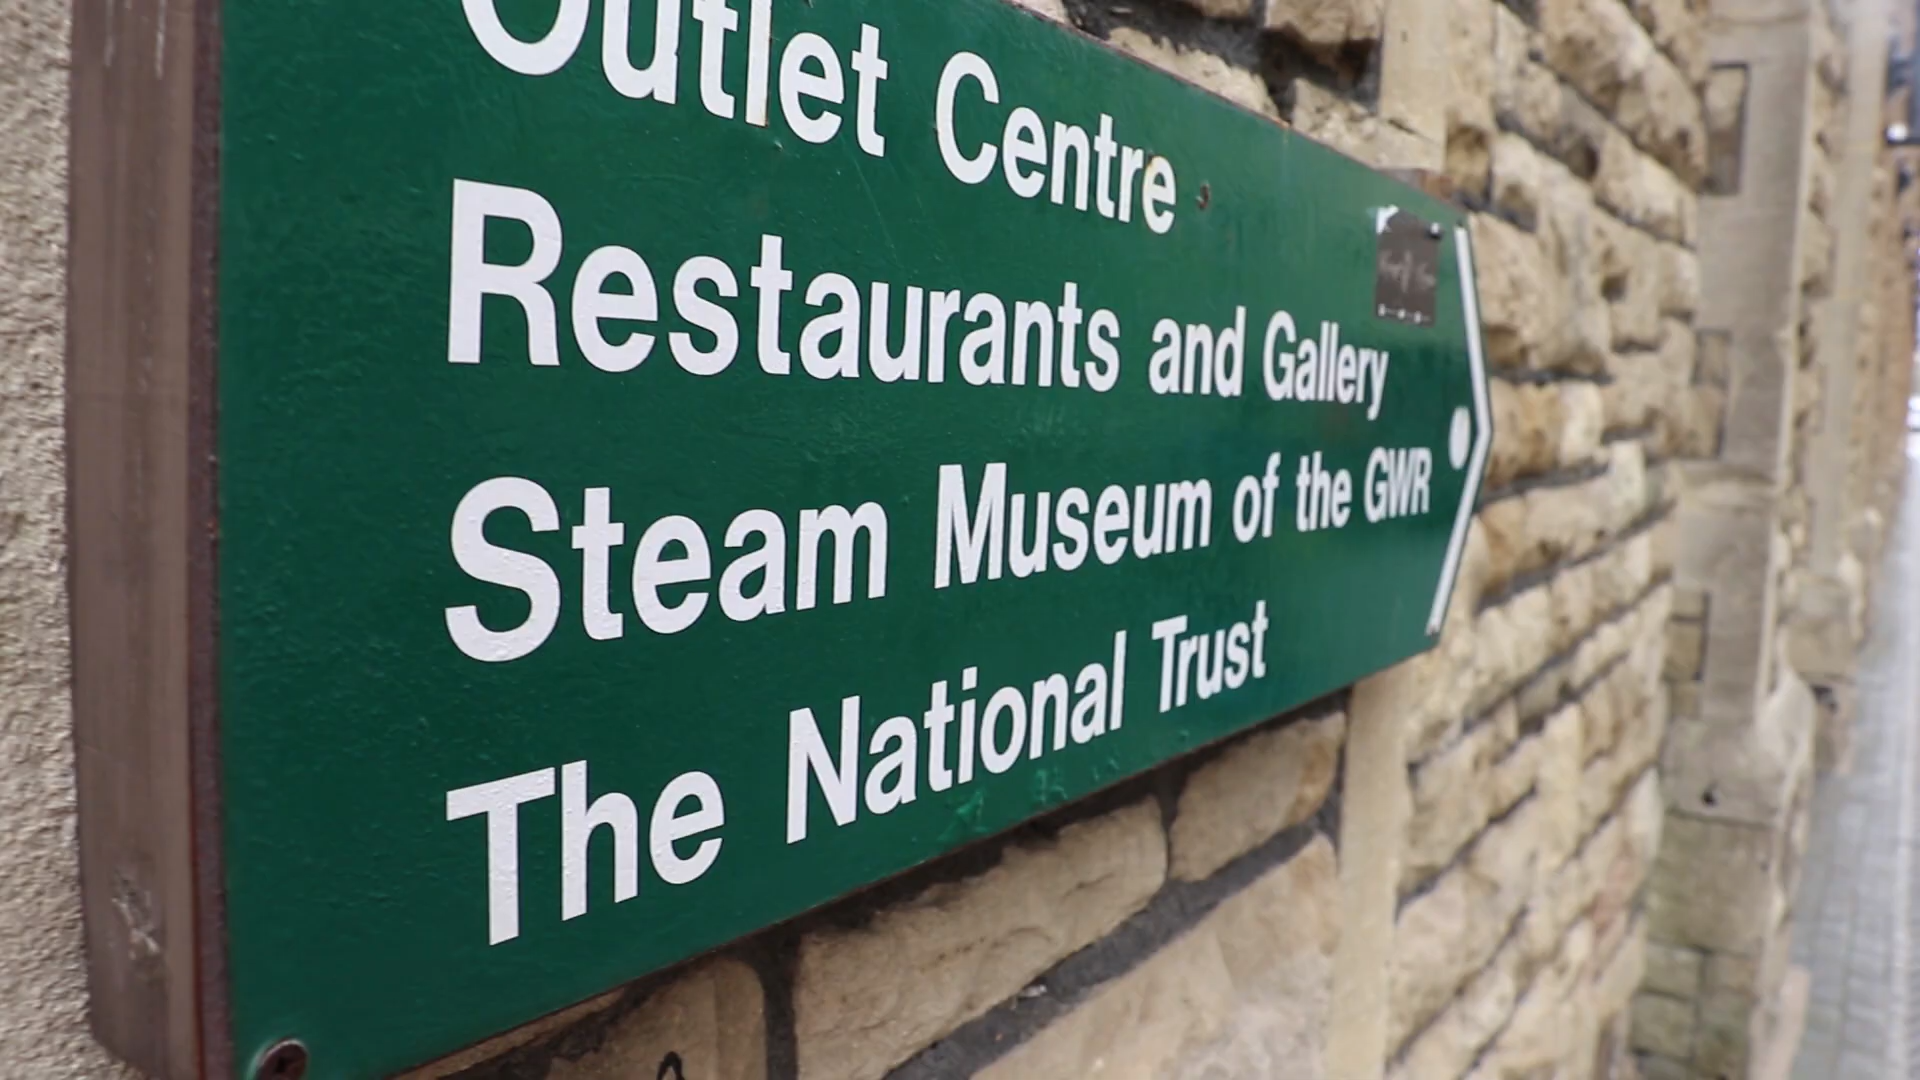 Outlet Centre
Restaurants and Gallery
Steam Museum of the GWR
The National Trust